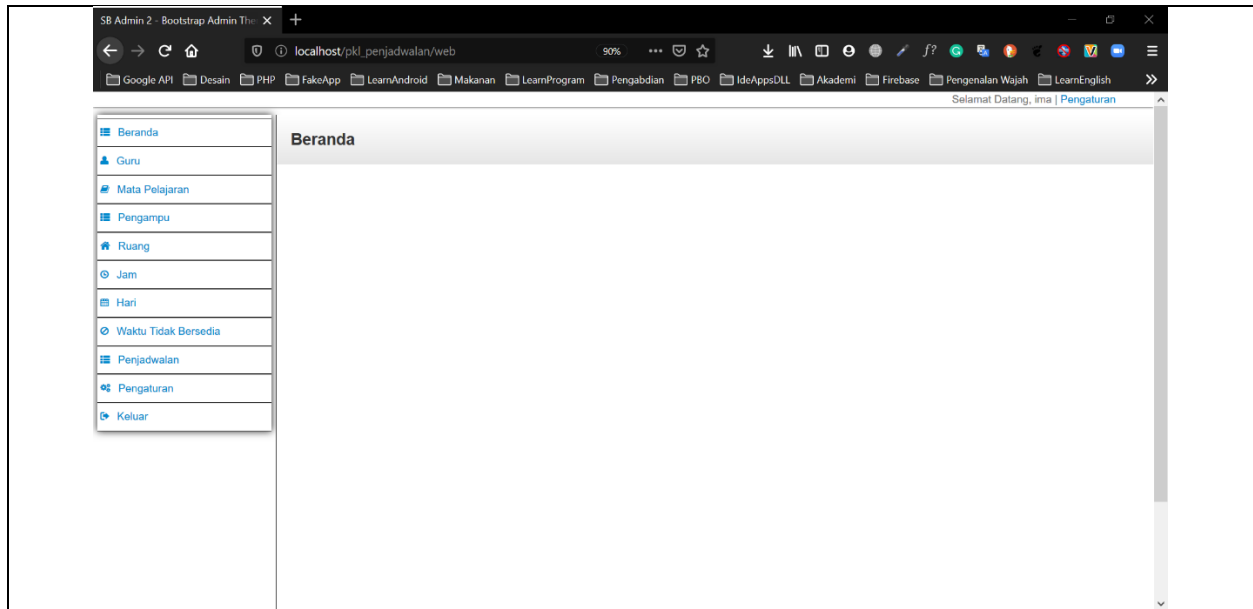 SB Admin 2 - Bootstrap Admin The
localhost/pkl_penjadwalan/web 90%
Google API Desain PHP FakeApp LearnAndroid Makanan LearnProgram Pengabdian PBO IdeAppsDLL Akademi Firebase Pengenalan Wajah LearnEnglish
Selamat Datang, ima | Pengaturan
Beranda
Guru
Mata Pelajaran
Pengampu
Ruang
Jam
Hari
Waktu Tidak Bersedia
Penjadwalan
Pengaturan
Keluar
Beranda